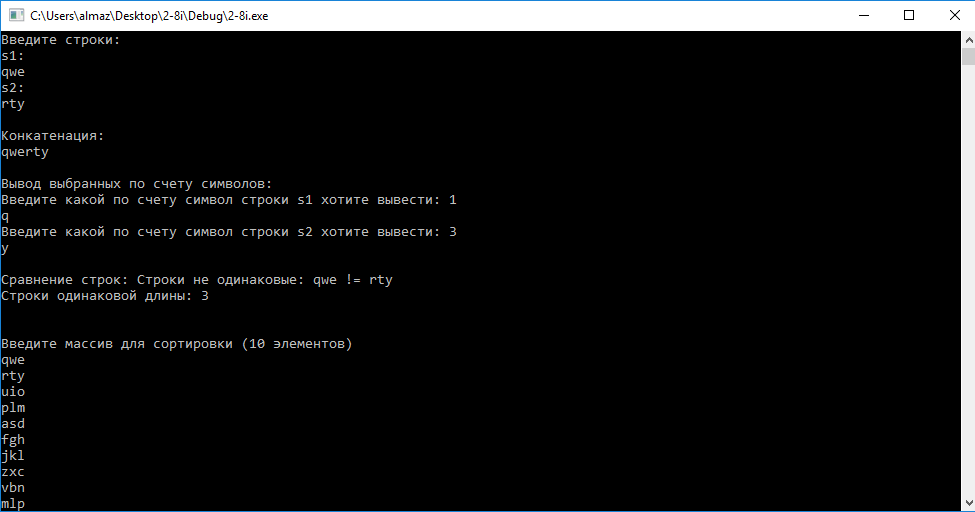 C:\Users\almaz\Desktop\2-8i\Debug\2-8i.exe
Введите строки:
s1:
qwe
s2:
rty
Конкатенация:
qwerty
Вывод выбранных по счету символов:
Введите какой по счету символ строки s1 хотите вывести: 1
q
Введите какой по счету символ строки s2 хотите вывести: 3
y
Сравнение строк: Строки не одинаковые: qwe != rty
Строки одинаковой длины: 3
Введите массив для сортировки (10 элементов)
qwe
rty
uio
plm
asd
fgh
jkl
zxc
vbn
mlp